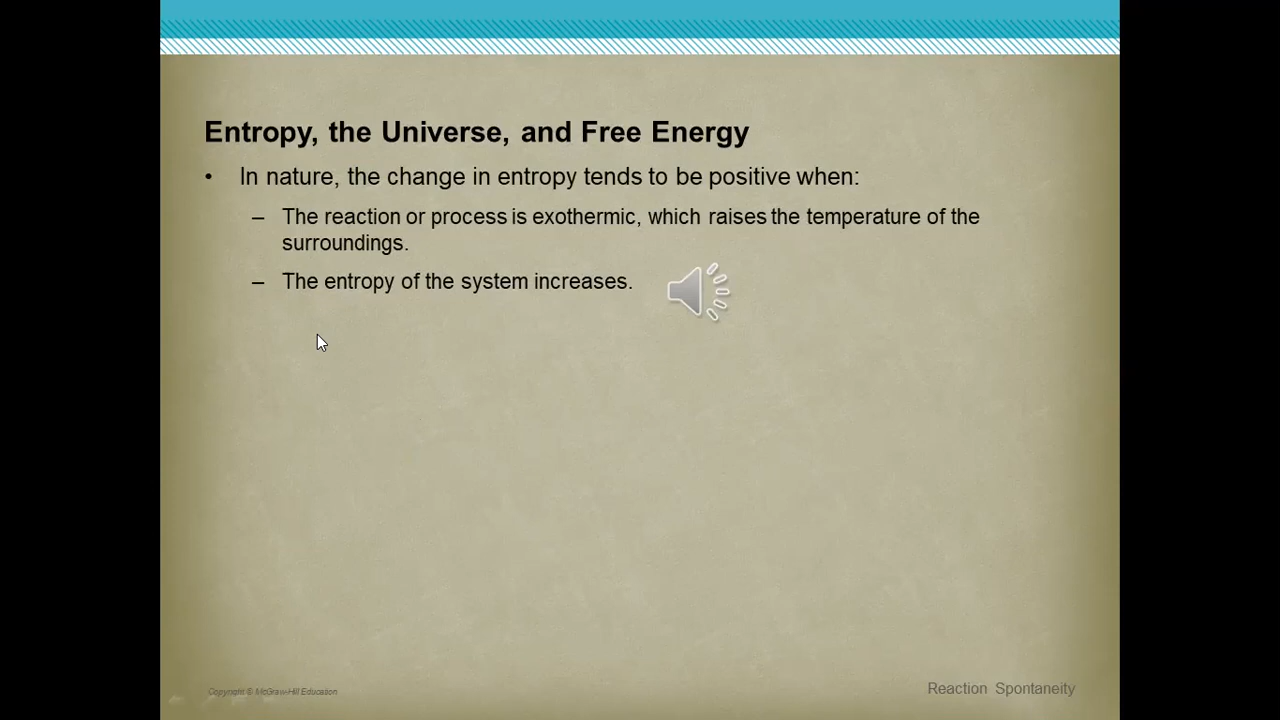 Entropy, the Universe, and Free Energy
• In nature, the change in entropy tends to be positive when:
– The reaction or process is exothermic, which raises the temperature of the
surroundings.
– The entropy of the system increases.
Copyright © McGraw-Hill Education
Reaction Spontaneity